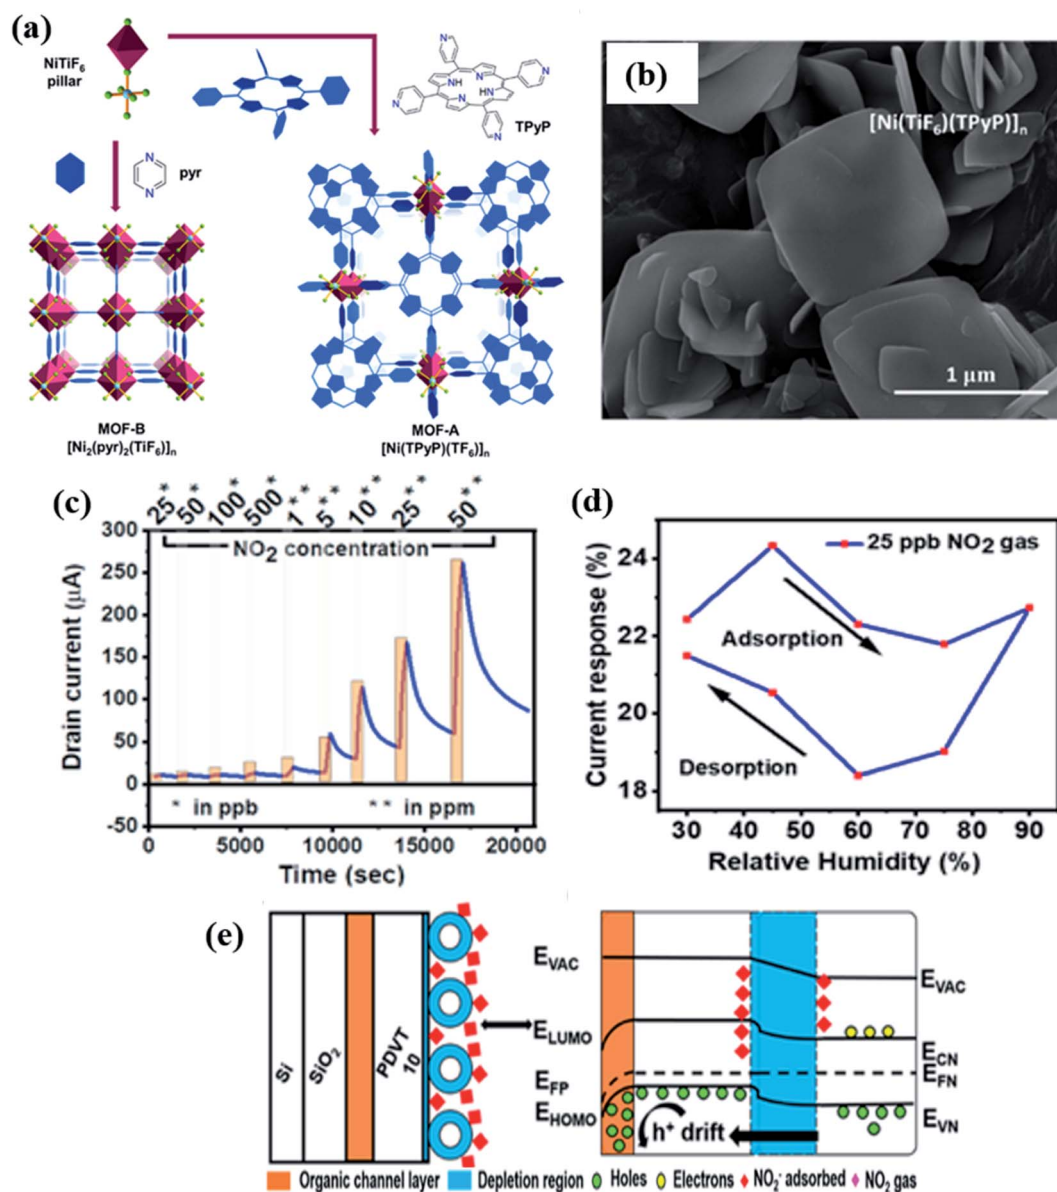 (a)
NiTiF6
pillar
pyr
TPyP
N
N
N
N
N
N
NH
N
HN
N
MOF-B
[Ni2(pyr)2(TiF6)]n
MOF-A
[Ni(TPyP)(TF6)]n
(b)
[Ni(TiF6)(TPyP)]n
1 μm
(c)
25* 50* 100* 500* 1** 5** 10** 25** 50**
NO2 concentration
300
250
200
150
100
50
0
-50
Drain current (μA)
* in ppb
** in ppm
0 5000 10000 15000 20000
Time (sec)
(d)
25 ppb NO2 gas
24
22
20
18
Current response (%)
Adsorption
Desorption
30 40 50 60 70 80 90
Relative Humidity (%)
(e)
Si
SiO2
PDVT
10
EVAC
ELUMO
EFP
EHOMO
EVAC
ECN
EFN
EVN
h+ drift
Organic channel layer
Depletion region
Holes
Electrons
NO2- adsorbed
NO2 gas